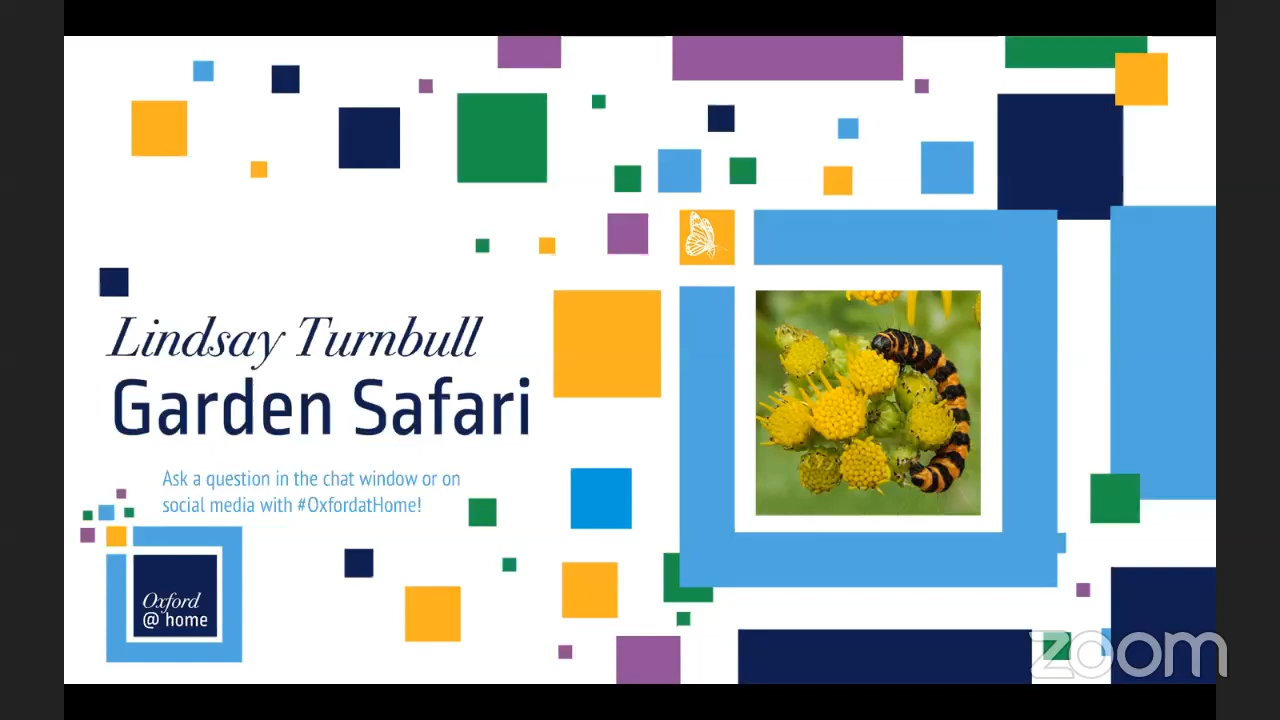 Lindsay Turnbull
Garden Safari
Ask a question in the chat window or on
social media with #OxfordatHome!
Oxford
@ home
zoom